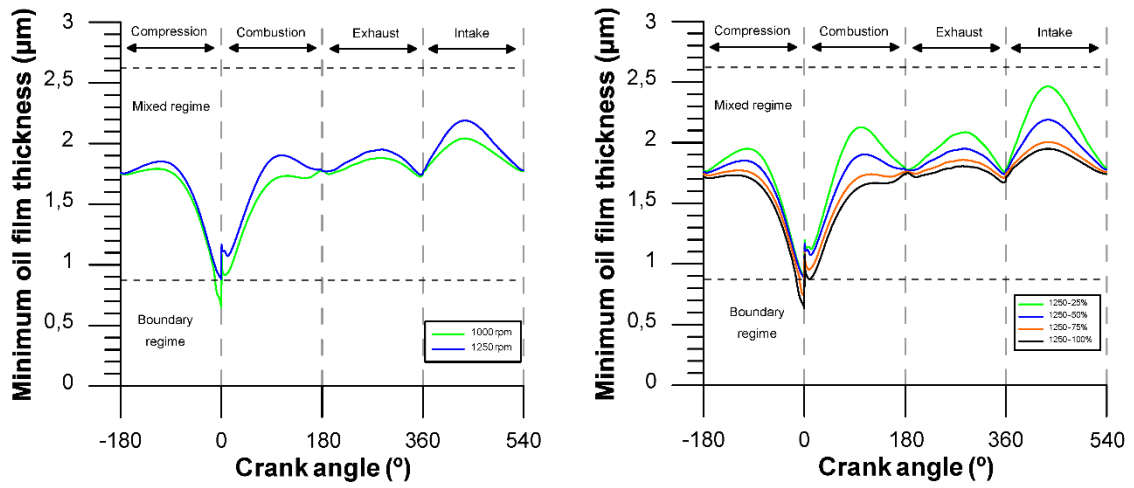 Minimum oil film thickness (µm)
3
2,5
2
1,5
1
0,5
0
Compression Combustion Exhaust Intake
Mixed regime
Boundary
regime
1000 rpm
1250 rpm
-180 0 180 360 540
Crank angle (º)
Minimum oil film thickness (µm)
3
2,5
2
1,5
1
0,5
0
Compression Combustion Exhaust Intake
Mixed regime
Boundary
regime
1250-25%
1250-50%
1250-75%
1250-100%
-180 0 180 360 540
Crank angle (º)